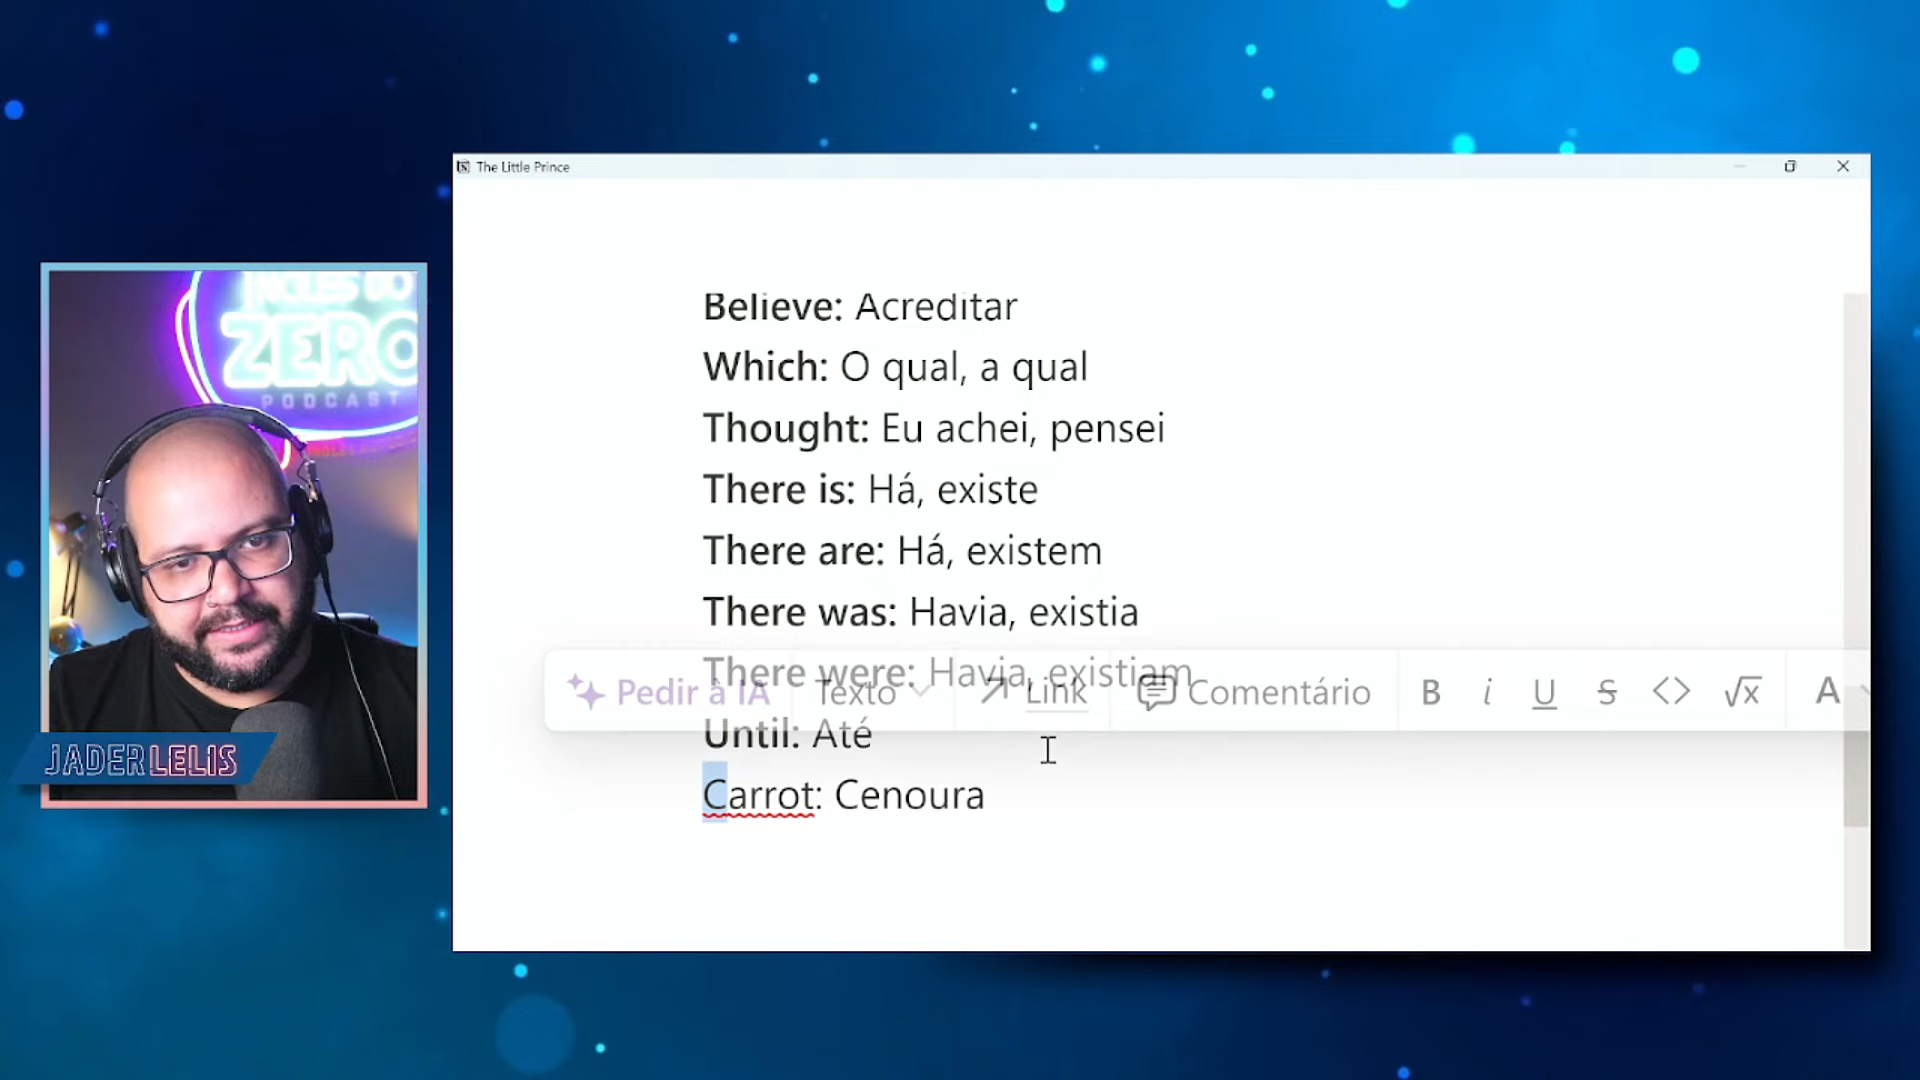 The Little Prince
ZERO
PODCAST
JADERLELIS
Believe: Acreditar
Which: O qual, a qual
Thought: Eu achei, pensei
There is: Há, existe
There are: Há, existem
There was: Havia, existia
There were: Havia, existiam
Pedir à IA Texto Link Comentário B i U S <> √x A
Until: Até
Carrot: Cenoura